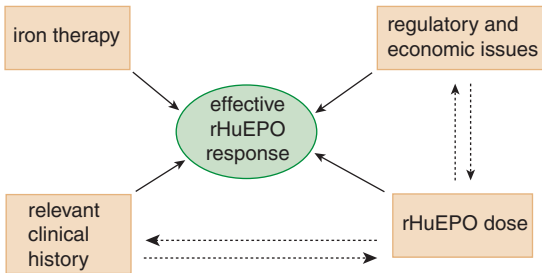 iron therapy
regulatory and
economic issues
effective
rHuEPO
response
relevant
clinical
history
rHuEPO dose